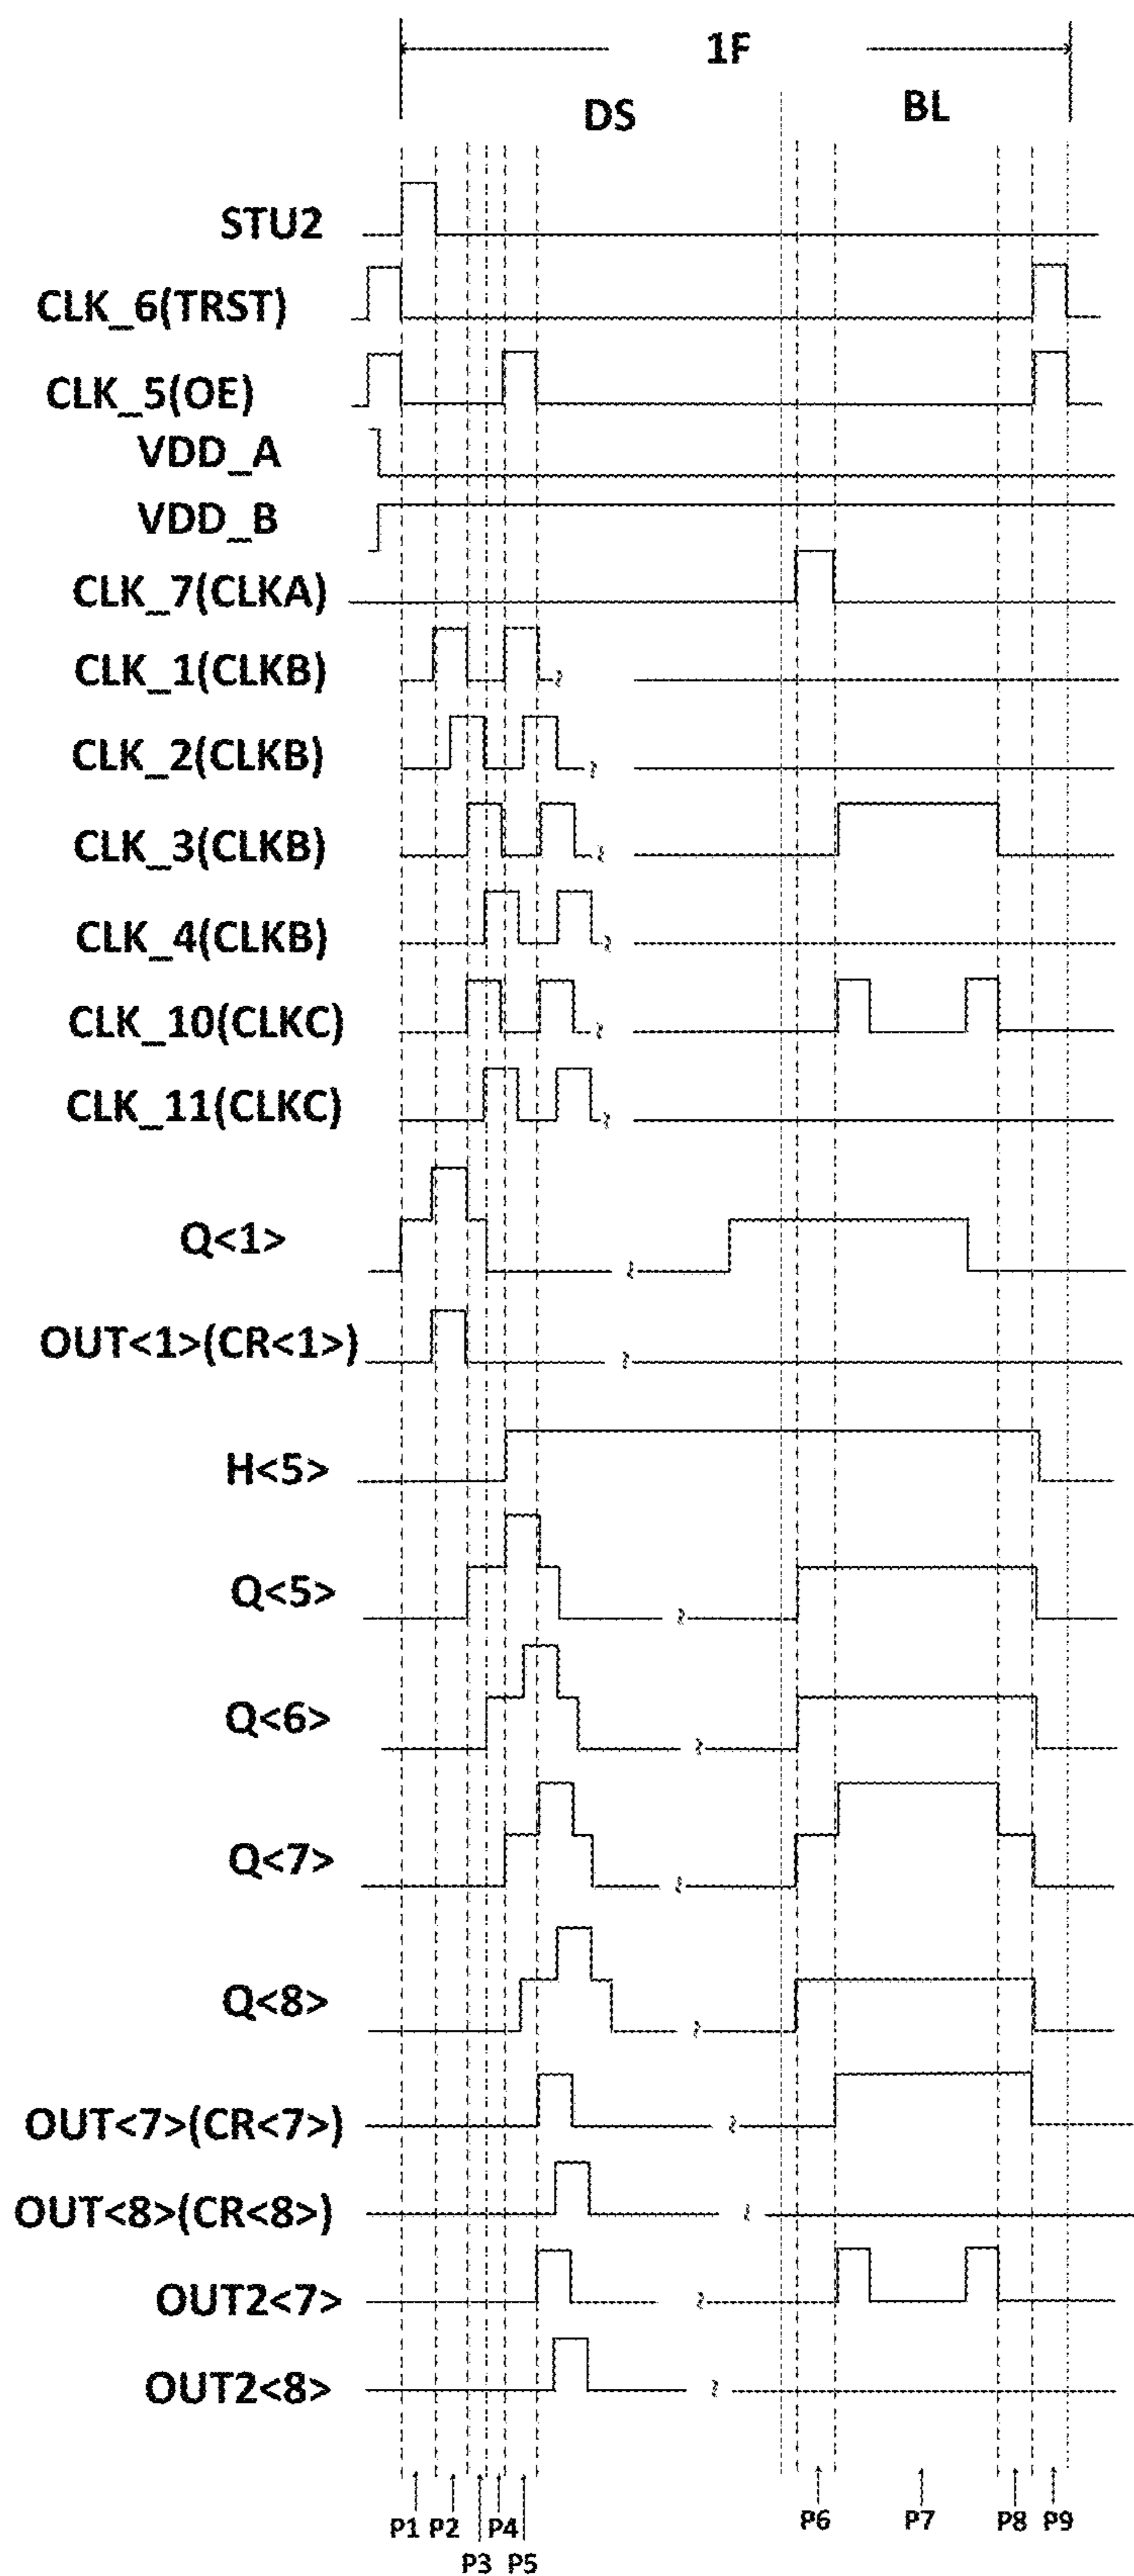 1F
DS
BL
STU2
CLK_6(TRST)
CLK_5(OE)
VDD_A
VDD_B
CLK_7(CLKA)
CLK_1(CLKB)
CLK_2(CLKB)
CLK_3(CLKB)
CLK_4(CLKB)
CLK_10(CLKC)
CLK_11(CLKC)
Q<1>
OUT<1>(CR<1>)
H<5>
Q<5>
Q<6>
Q<7>
Q<8>
OUT<7>(CR<7>)
OUT<8>(CR<8>)
OUT2<7>
OUT2<8>
P1 P2 P4 P6 P7 P8 P9
P3 P5